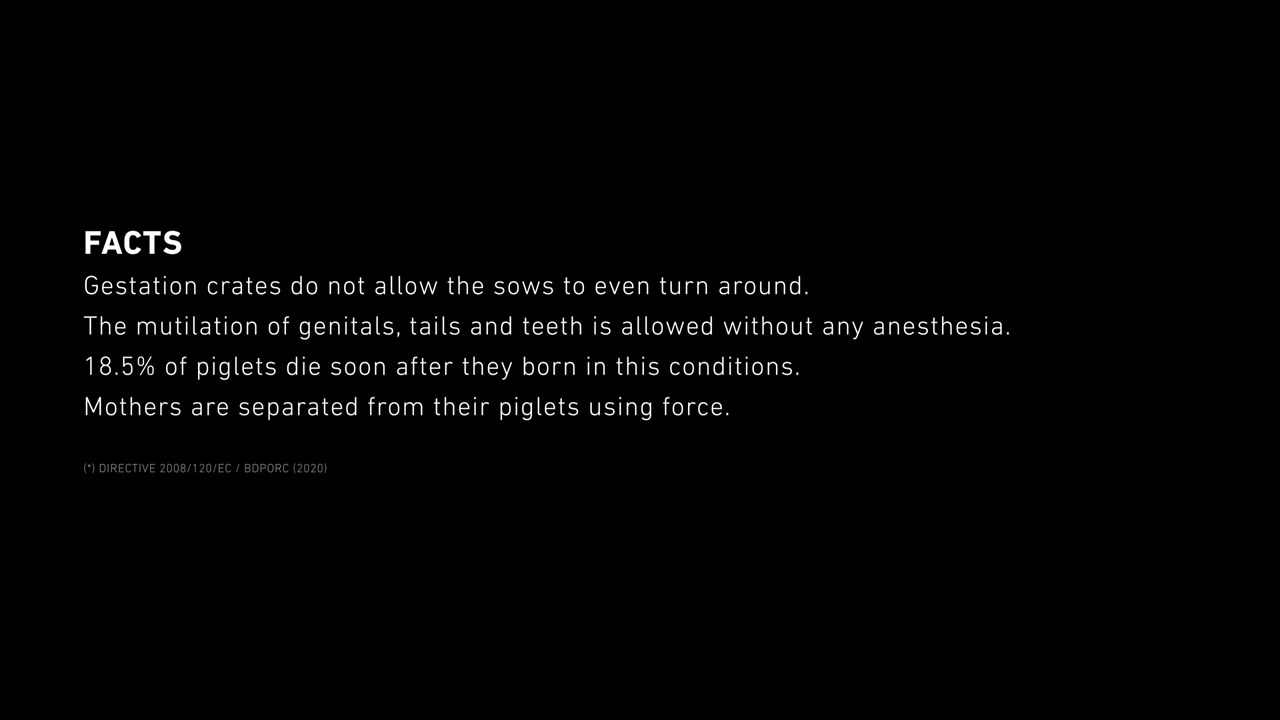 FACTS
Gestation crates do not allow the sows to even turn around.
The mutilation of genitals, tails and teeth is allowed without any anesthesia.
18.5% of piglets die soon after they born in this conditions.
Mothers are separated from their piglets using force.
(*) DIRECTIVE 2008/120/EC / BDPORC (2020)